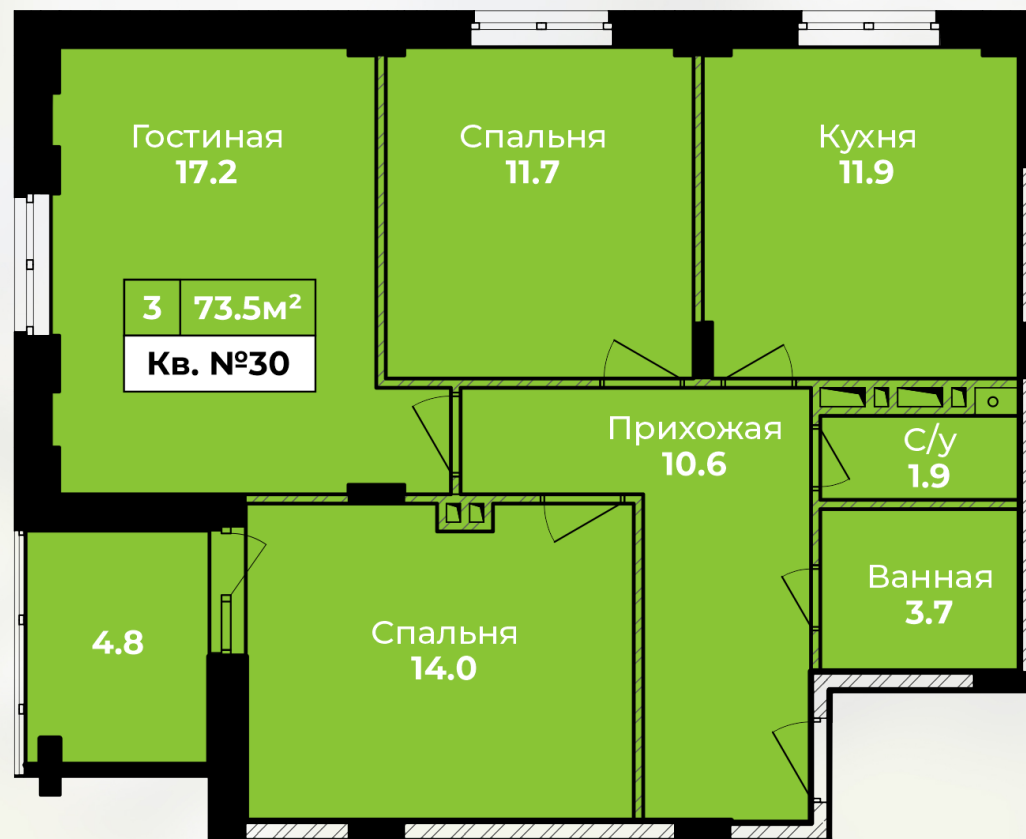 Гостиная
17.2
Спальня
11.7
Кухня
11.9
3 73.5м²
Кв. №30
Прихожая
10.6
С/у
1.9
Ванная
3.7
4.8
Спальня
14.0